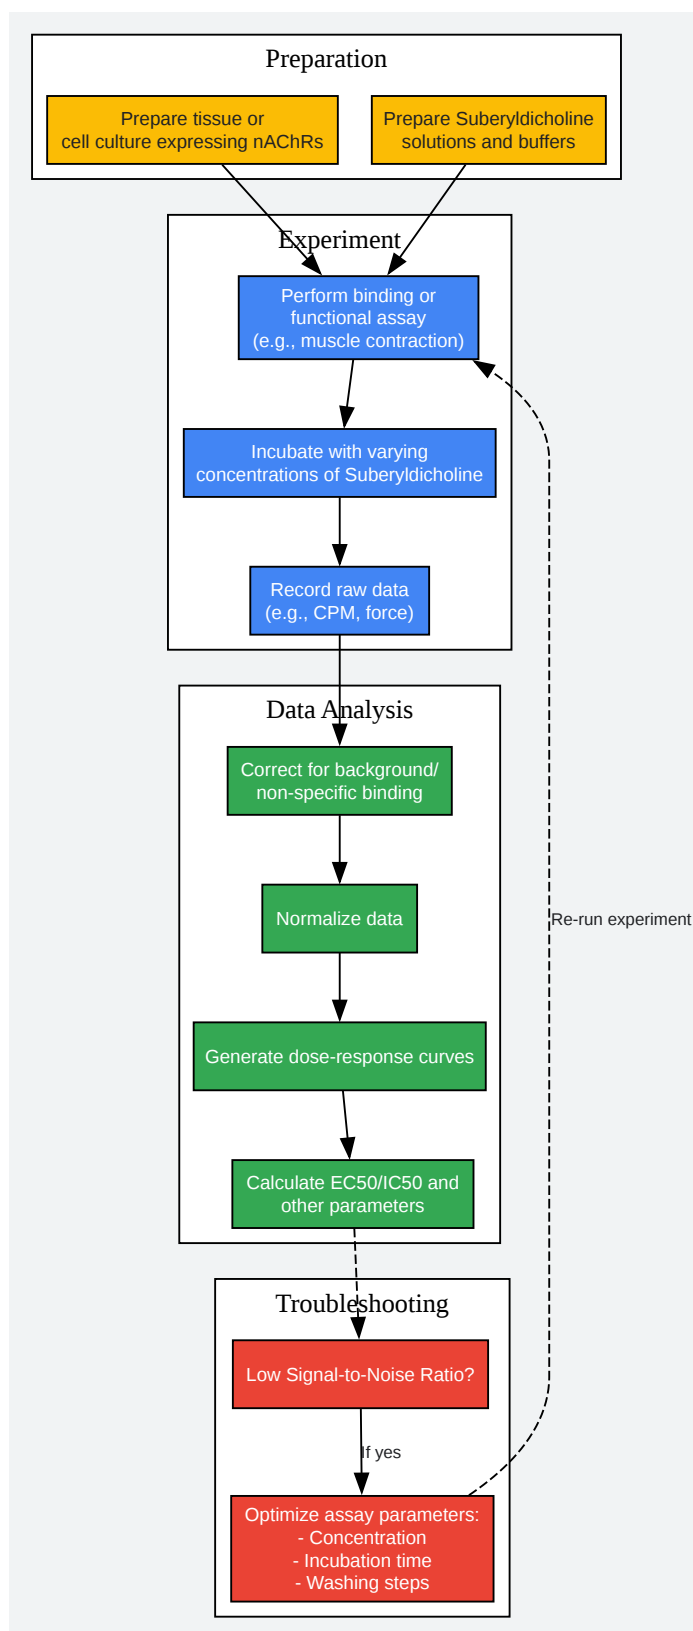 Preparation
Prepare tissue or
cell culture expressing nAChRs
Prepare Suberyldicholine
solutions and buffers
Experiment
Perform binding or
functional assay
(e.g., muscle contraction)
Incubate with varying
concentrations of Suberyldicholine
Record raw data
(e.g., CPM, force)
Data Analysis
Correct for background/
non-specific binding
Normalize data
Re-run experiment
Generate dose-response curves
Calculate EC50/IC50 and
other parameters
Troubleshooting
Low Signal-to-Noise Ratio?
If yes
Optimize assay parameters:
- Concentration
- Incubation time
- Washing steps